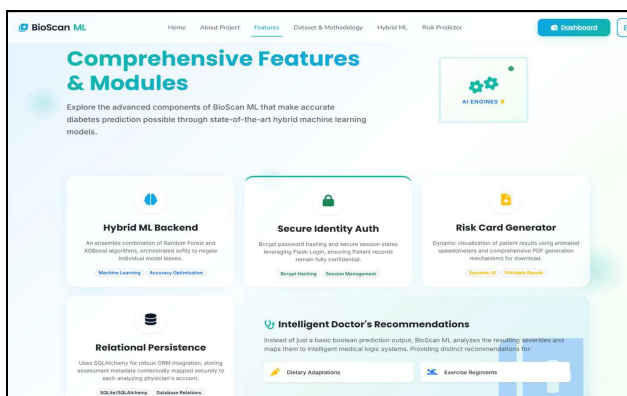 BioScan ML
Home About Project Features Dataset & Methodology Hybrid ML Risk Predictor
Dashboard
Comprehensive Features
& Modules
Explore the advanced components of BioScan ML that make accurate
diabetes prediction possible through state-of-the-art hybrid machine learning
models.
AI ENGINES
Hybrid ML Backend
An ensemble combination of Random Forest and
XGBoost algorithms, orchestrated softly to negate
individual model biases.
Machine Learning Accuracy Optimization
Secure Identity Auth
Bcrypt password hashing and secure session states
leveraging Flask-Login, ensuring Patient records
remain fully confidential.
Bcrypt Hashing Session Management
Risk Card Generator
Dynamic visualization of patient results using animated
speedometers and comprehensive PDF generation
mechanisms for download.
Dynamic UI Printable Results
Relational Persistence
Uses SQLAlchemy for robust ORM integration, storing
assessment metadata contextually mapped securely to
each analyzing physician's account.
SQLite/SQLAlchemy Database Relations
Intelligent Doctor's Recommendations
Instead of just a basic boolean prediction output, BioScan ML analyzes the resulting severities and
maps them to intelligent medical logic systems. Providing distinct recommendations for:
Dietary Adaptations
Exercise Regiments